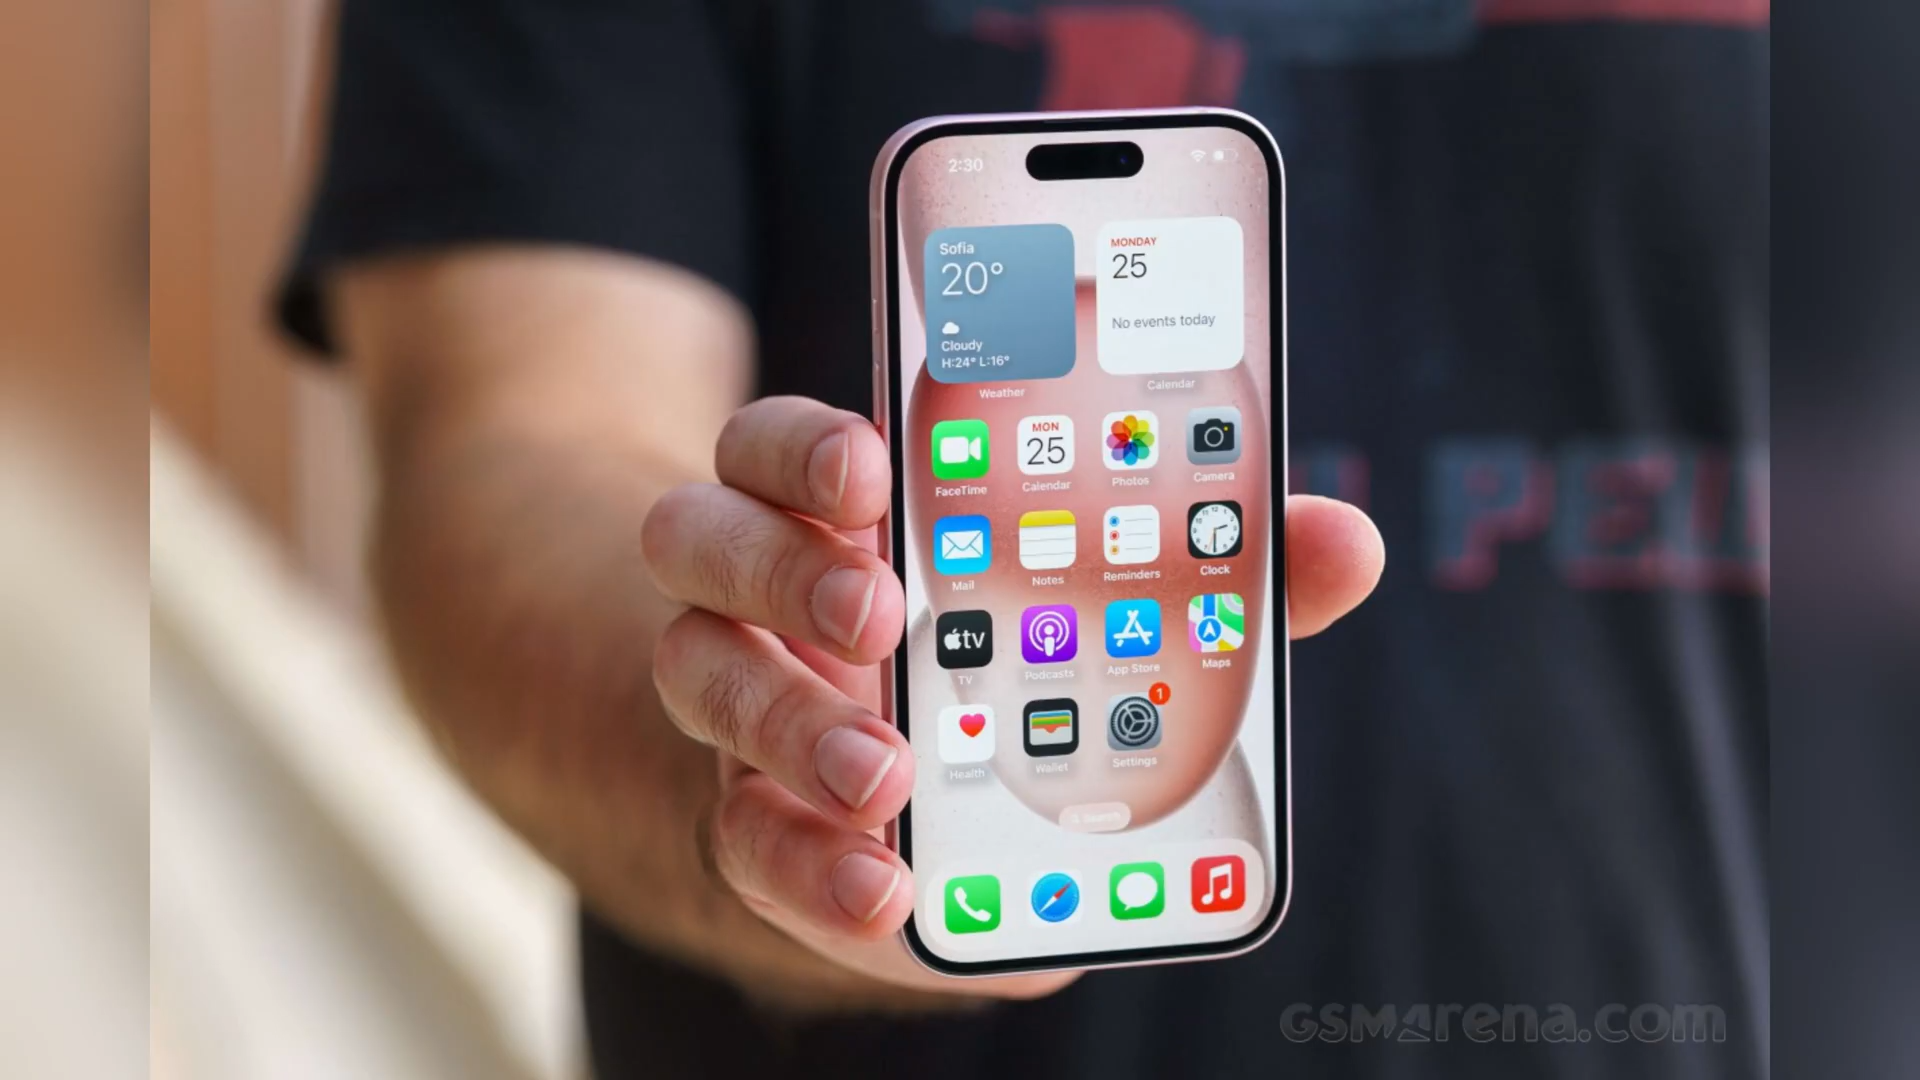 2:30
Sofia
20°
Cloudy
H:24° L:16°
Weather
MONDAY
25
No events today
Calendar
FaceTime
MON
25
Calendar
Photos
Camera
Mail
Notes
Reminders
Clock
tv
TV
Podcasts
App Store
Maps
Health
Wallet
1
Settings
Search
GSMArena.com